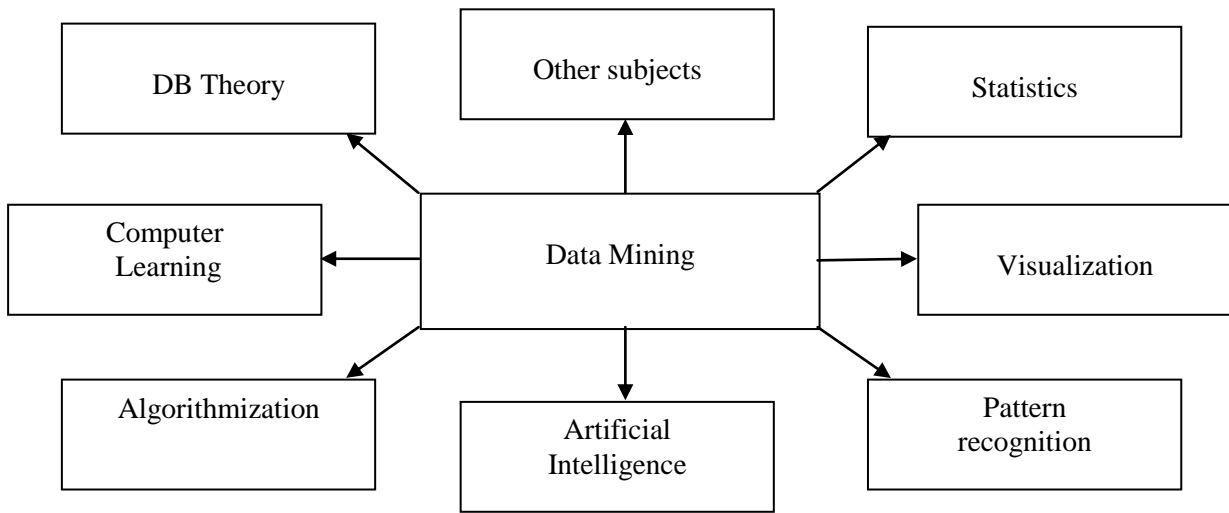 DB Theory
Other subjects
Statistics
Computer
Learning
Data Mining
Visualization
Algorithmization
Artificial
Intelligence
Pattern
recognition